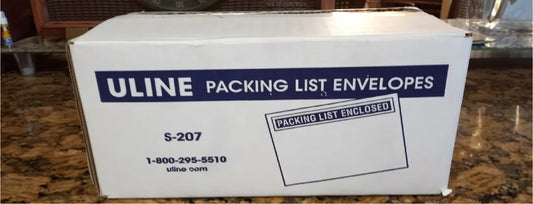 ULINE PACKING LIST ENVELOPES
PACKING LIST ENCLOSED
S-207
1-800-295-5510
uline.com